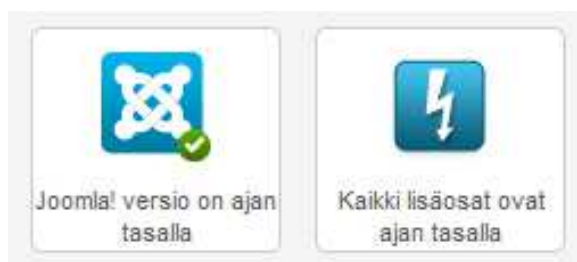 Joomla! versio on ajan
tasalla
Kaikki lisäosat ovat
ajan tasalla